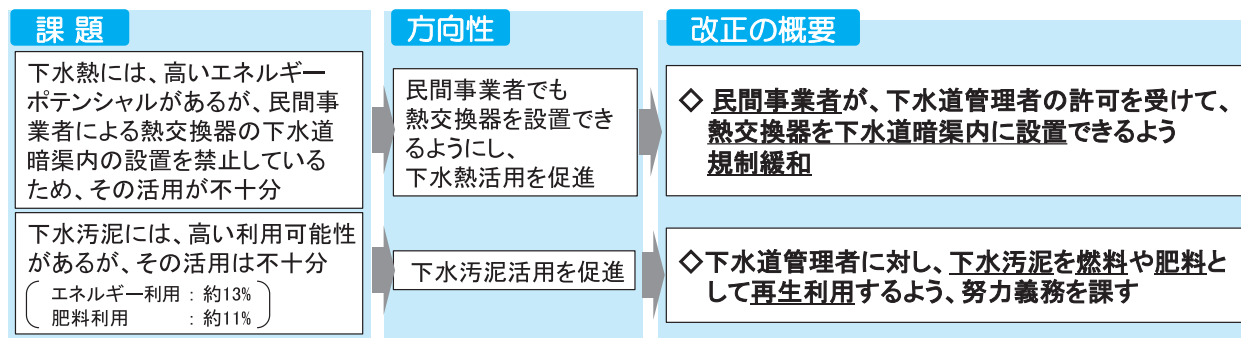 課題
下水熱には、高いエネルギー
ポテンシャルがあるが、民間事
業者による熱交換器の下水道
暗渠内の設置を禁止している
ため、その活用が不十分
下水汚泥には、高い利用可能性
があるが、その活用は不十分
エネルギー利用：約13%
肥料利用：約11%
方向性
民間事業者でも
熱交換器を設置でき
るようにし、
下水熱活用を促進
下水汚泥活用を促進
改正の概要
◇ 民間事業者が、下水道管理者の許可を受けて、
熱交換器を下水道暗渠内に設置できるよう
規制緩和
◇下水道管理者に対し、下水汚泥を燃料や肥料と
して再生利用するよう、努力義務を課す